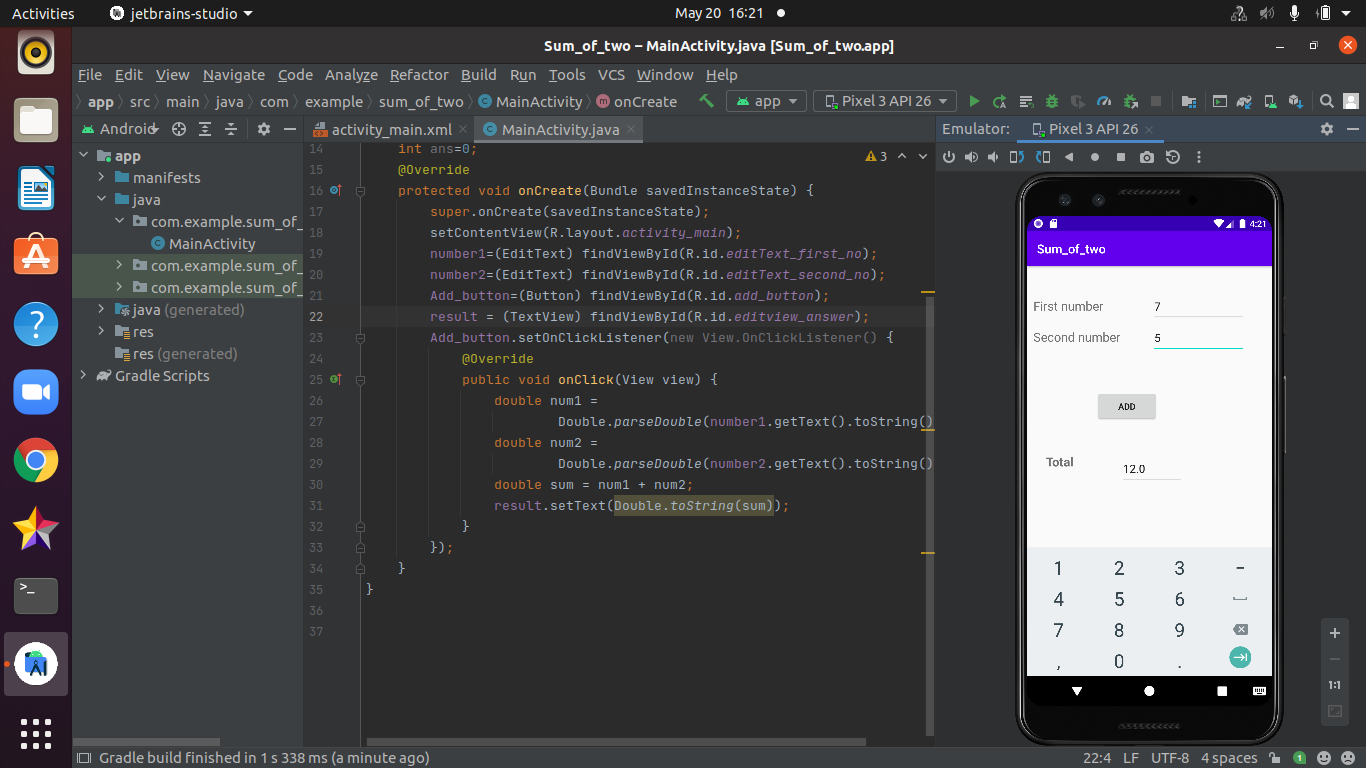 Activities jetbrains-studio May 20 16:21
Sum_of_two – MainActivity.java [Sum_of_two.app]
File Edit View Navigate Code Analyze Refactor Build Run Tools VCS Window Help
app src main java com example sum_of_two MainActivity onCreate app Pixel 3 API 26
Android activity_main.xml MainActivity.java Emulator: Pixel 3 API 26
app
manifests
java
com.example.sum_of_
MainActivity
com.example.sum_of_
com.example.sum_of_
java (generated)
res
res (generated)
Gradle Scripts
3
14 int ans=0;
15 @Override
16 protected void onCreate(Bundle savedInstanceState) {
17 super.onCreate(savedInstanceState);
18 setContentView(R.layout.activity_main);
19 number1=(EditText) findViewById(R.id.editText_first_no);
20 number2=(EditText) findViewById(R.id.editText_second_no);
21 Add_button=(Button) findViewById(R.id.add_button);
22 result = (TextView) findViewById(R.id.editview_answer);
23 Add_button.setOnClickListener(new View.OnClickListener() {
24 @Override
25 public void onClick(View view) {
26 double num1 =
27 Double.parseDouble(number1.getText().toString()
28 double num2 =
29 Double.parseDouble(number2.getText().toString()
30 double sum = num1 + num2;
31 result.setText(Double.toString(sum));
32 }
33 });
34 }
35 }
36
37
4:21
Sum_of_two
First number 7
Second number 5
ADD
Total 12.0
1 2 3 -
4 5 6
7 8 9
, 0 .
1:1
Gradle build finished in 1 s 338 ms (a minute ago) 22:4 LF UTF-8 4 spaces 1